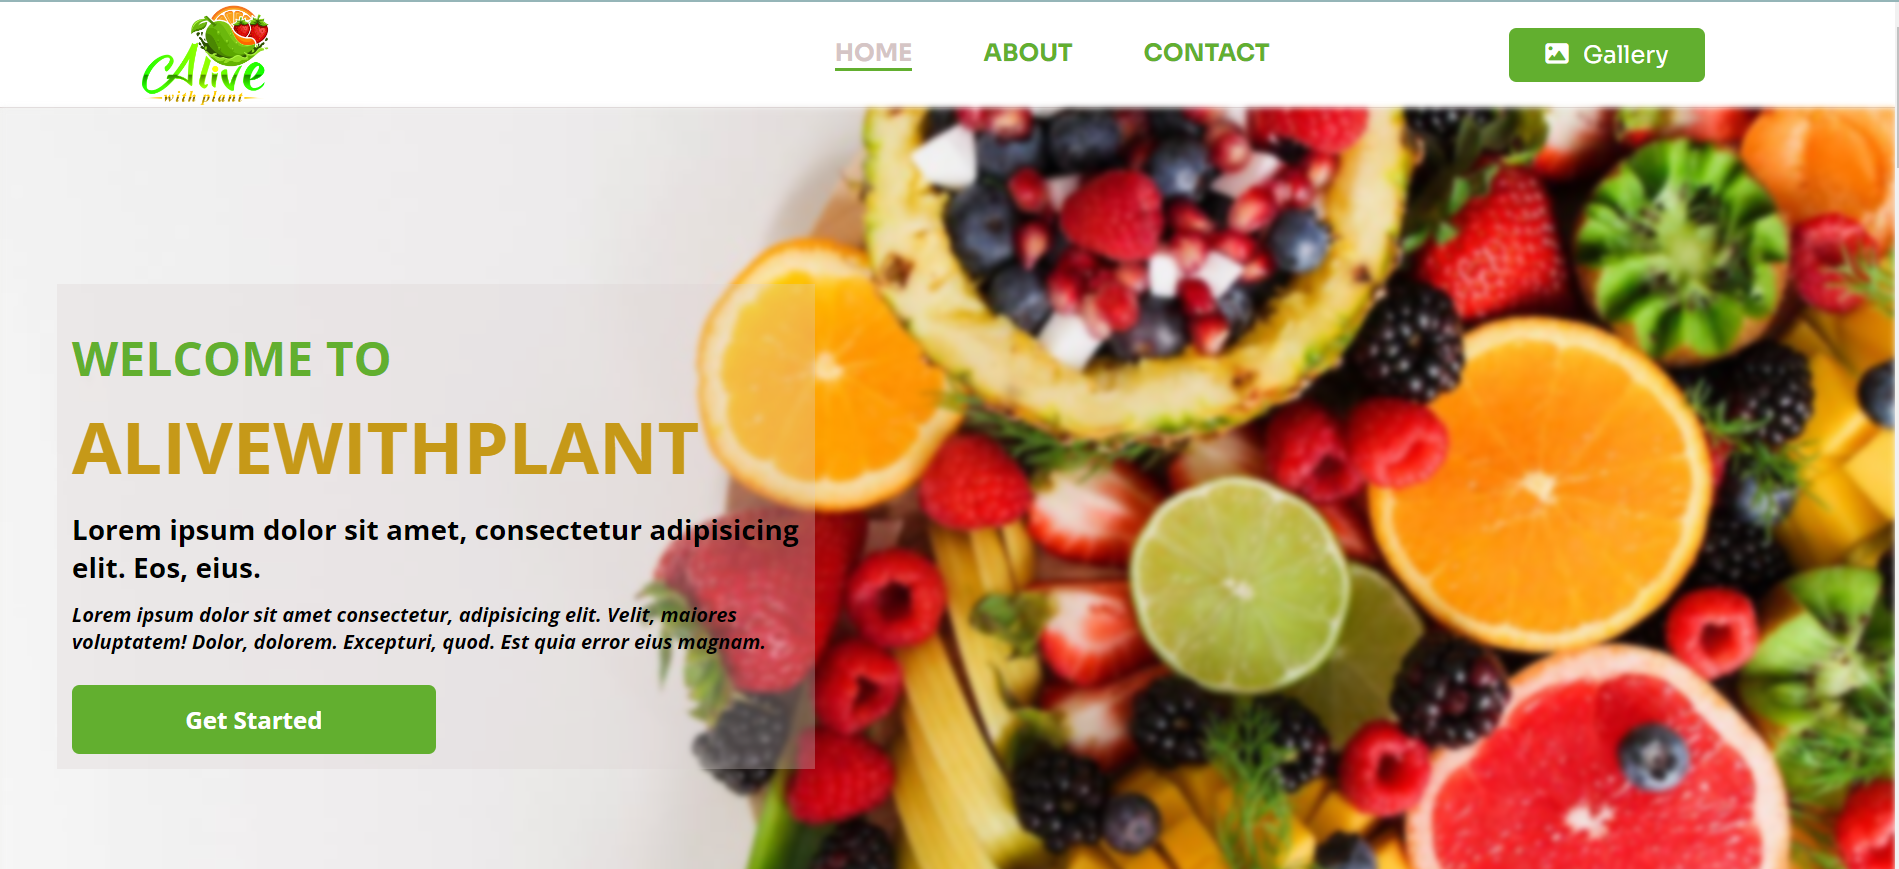 Alive
with plant
HOME
ABOUT
CONTACT
Gallery
WELCOME TO
ALIVEWITHPLANT
Lorem ipsum dolor sit amet, consectetur adipisicing
elit. Eos, eius.
Lorem ipsum dolor sit amet consectetur, adipisicing elit. Velit, maiores
voluptatem! Dolor, dolorem. Excepturi, quod. Est quia error eius magnam.
Get Started